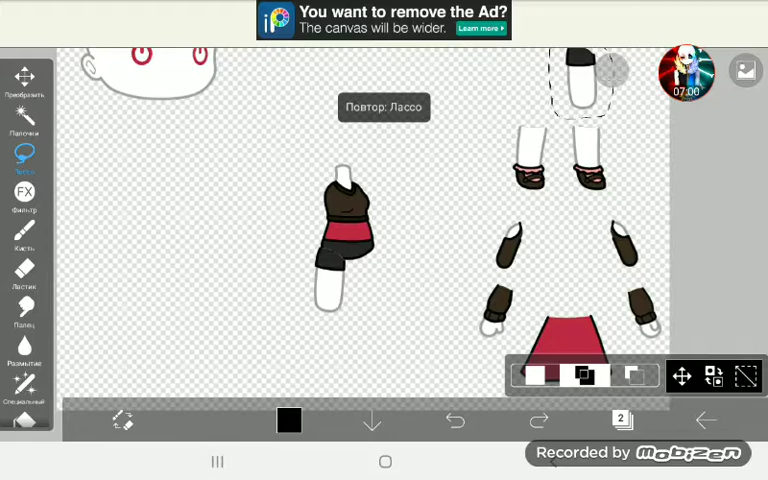 You want to remove the Ad?
The canvas will be wider.
Learn more ▸
07:00
Преобразить
Повтор: Лассо
Палочки
Лассо
FX
Фильтр
Кисть
Ластик
Палец
Размытие
Специальный
2
Recorded by mobizen